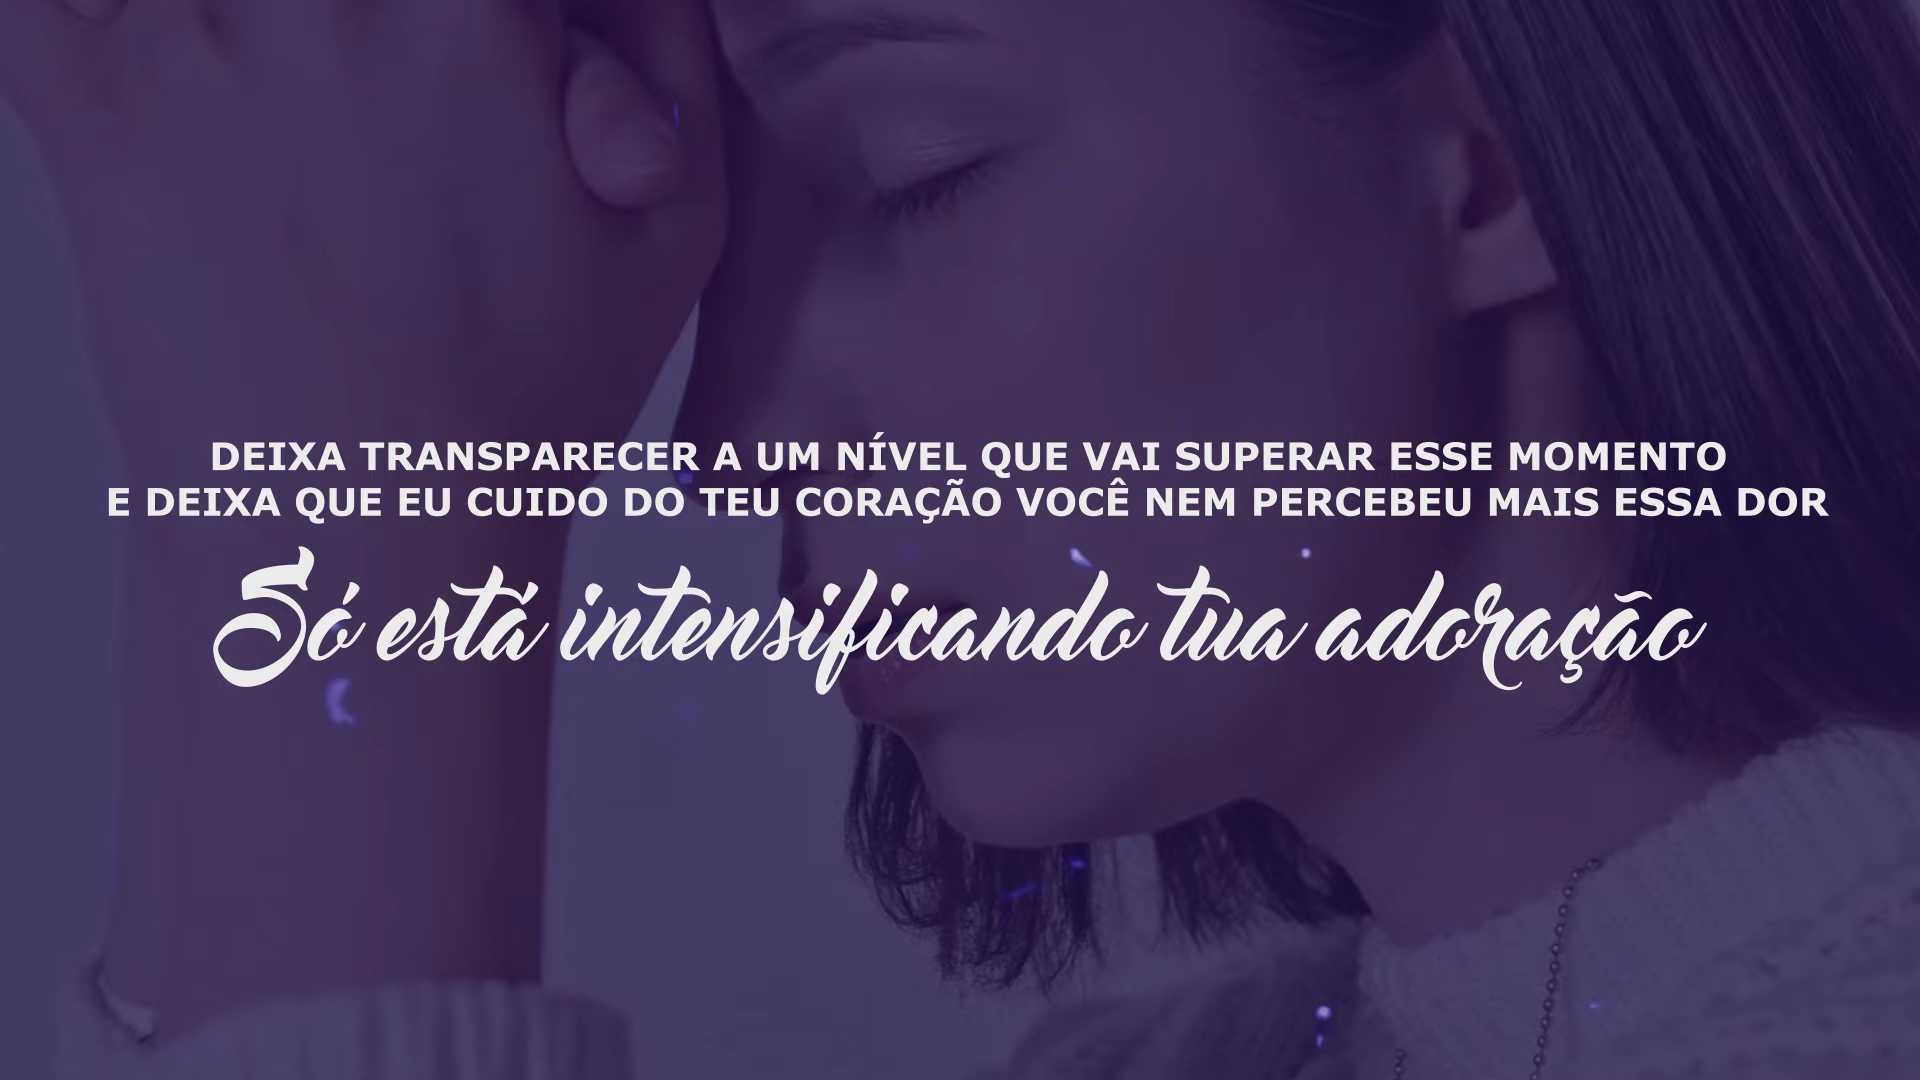 DEIXA TRANSPARECER A UM NÍVEL QUE VAI SUPERAR ESSE MOMENTO
E DEIXA QUE EU CUIDO DO TEU CORAÇÃO VOCÊ NEM PERCEBEU MAIS ESSA DOR
Só está intensificando tua adoração